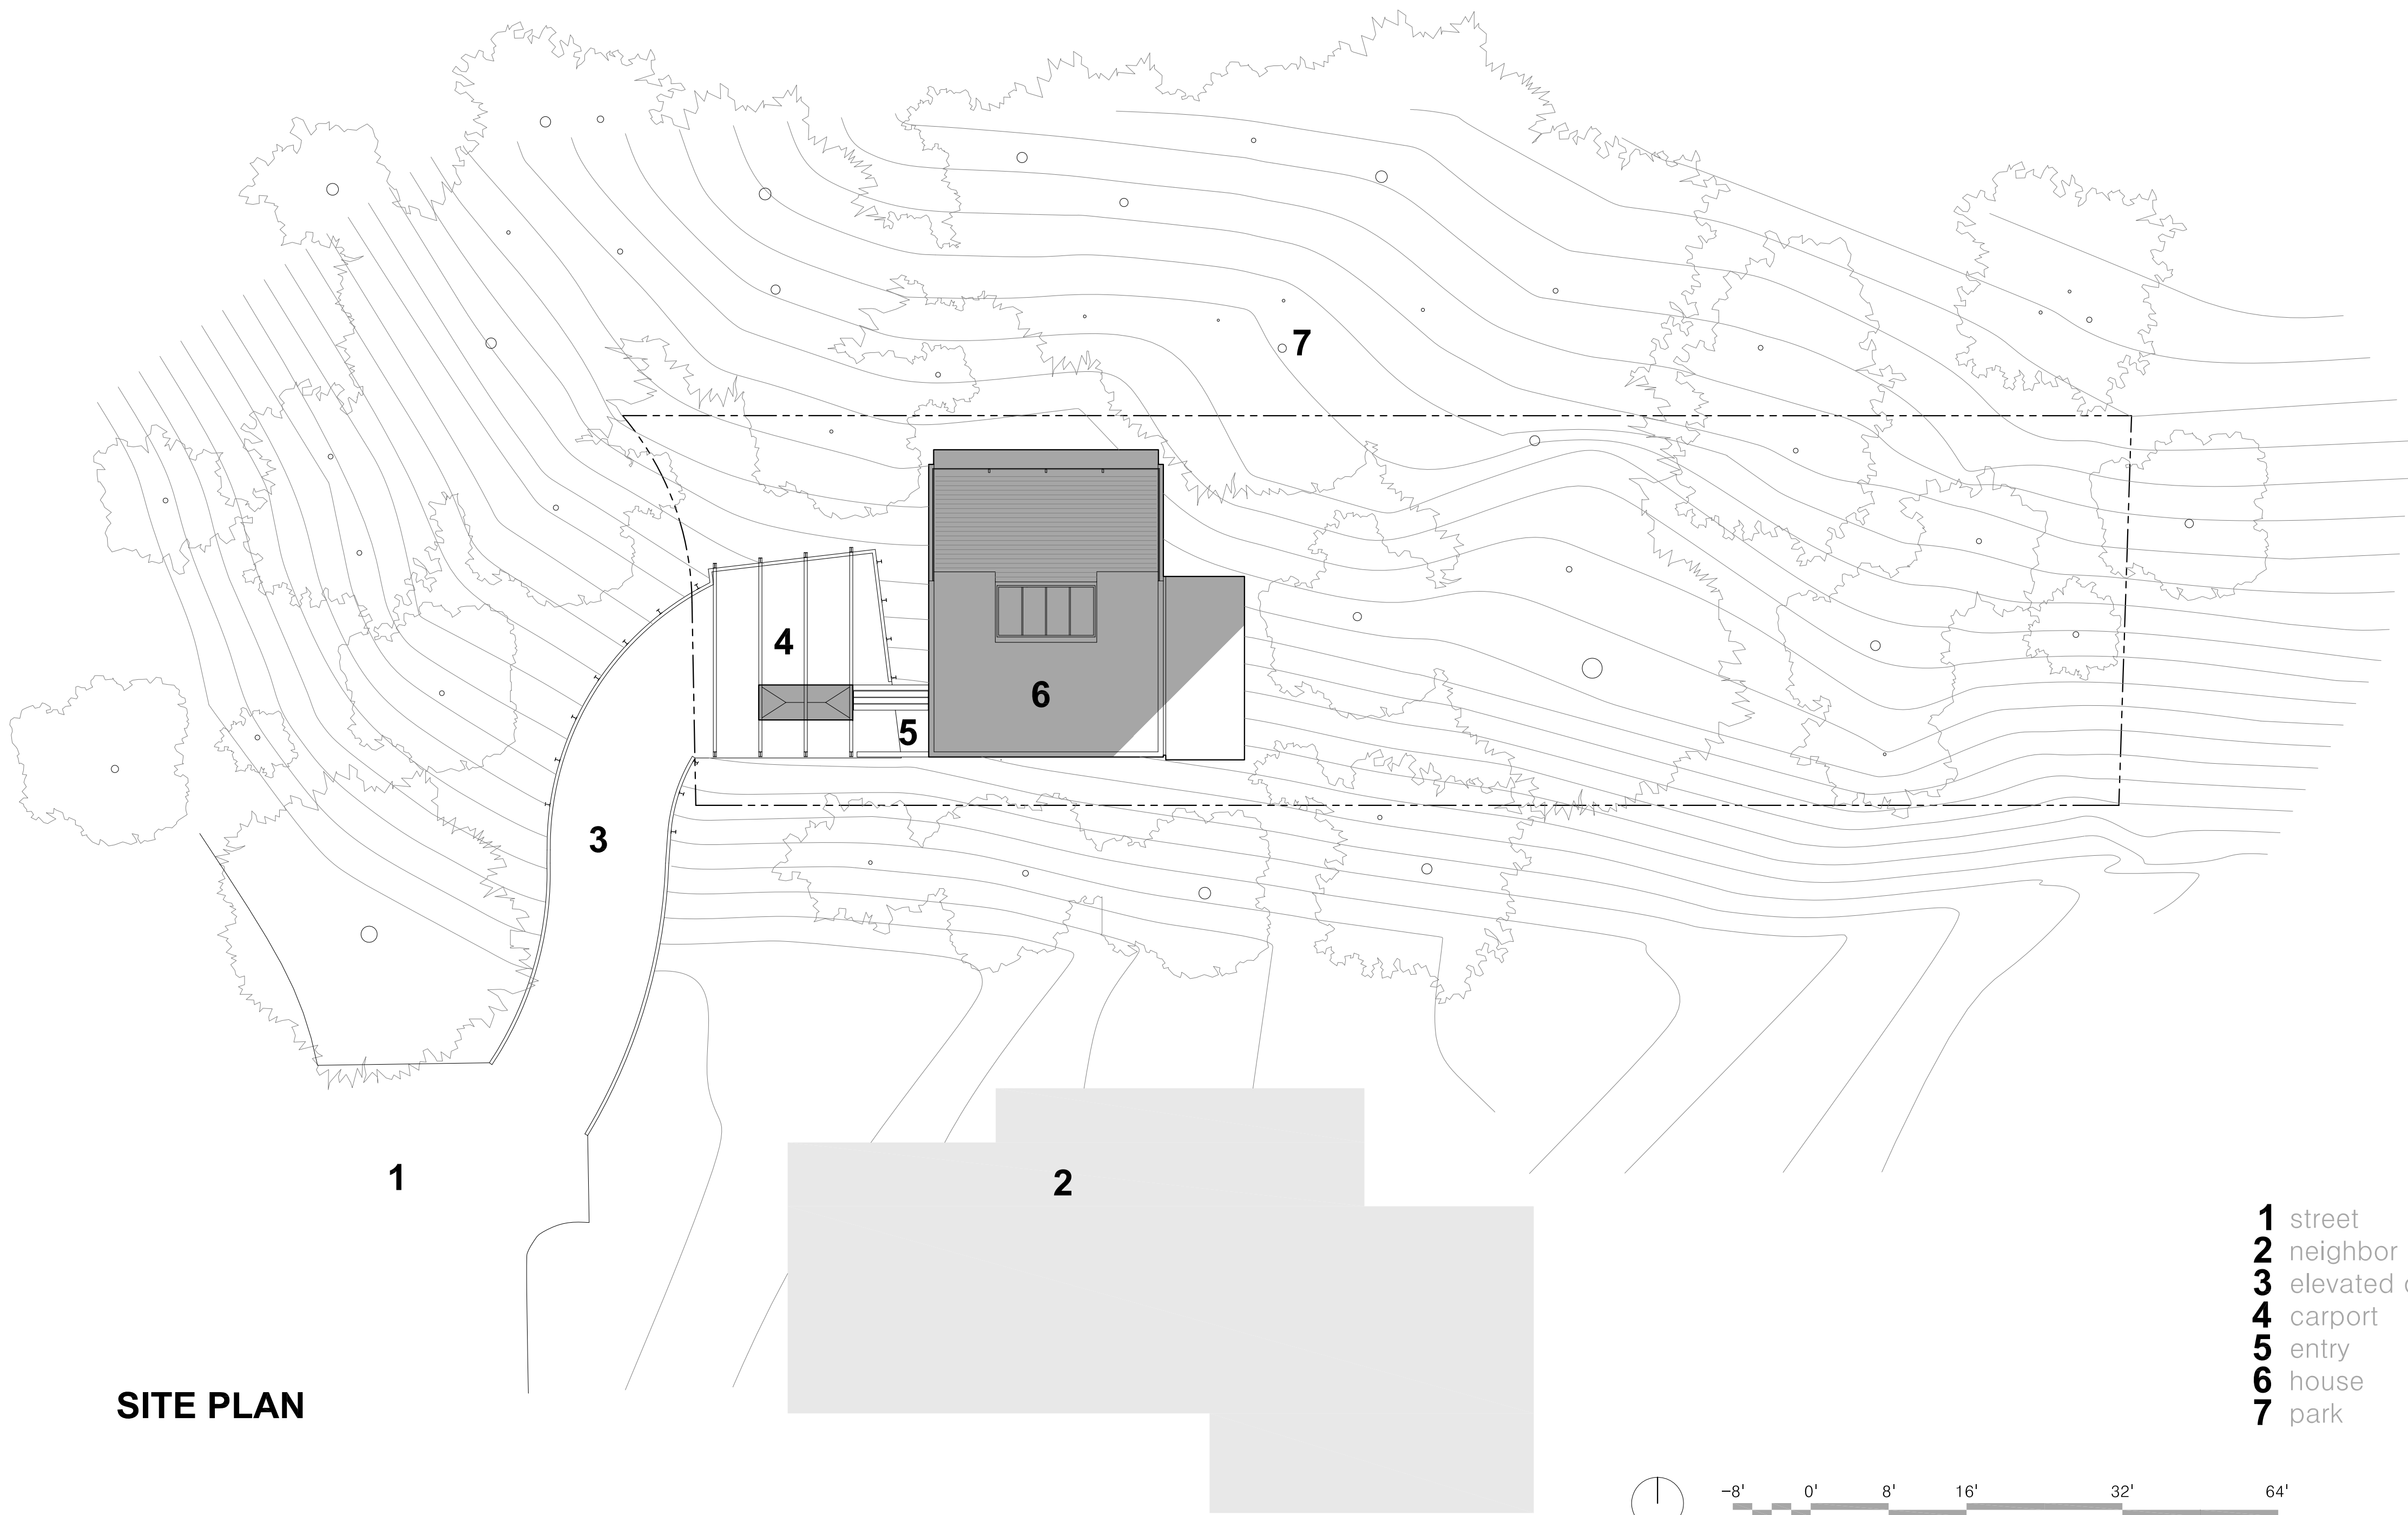 7
4
6
5
3
1
2
1 street
2 neighbor
3 elevated
4 carport
5 entry
6 house
7 park
SITE PLAN
-8' 0' 8' 16' 32' 64'